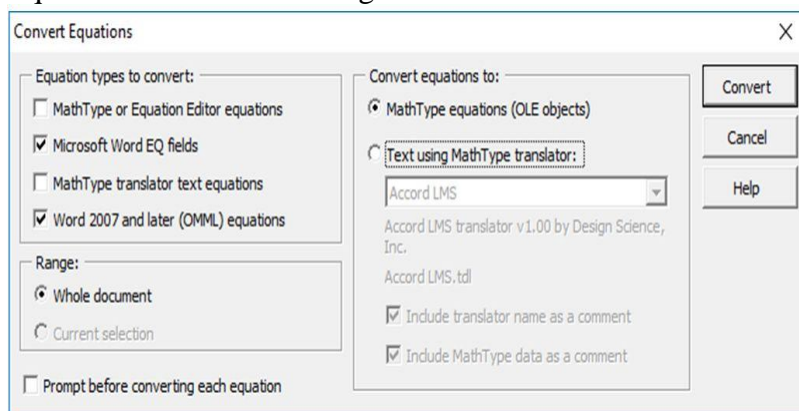 Convert Equations
Equation types to convert:
MathType or Equation Editor equations
Microsoft Word EQ fields
MathType translator text equations
Word 2007 and later (OMML) equations
Range:
Whole document
Current selection
Prompt before converting each equation
Convert equations to:
MathType equations (OLE objects)
Text using MathType translator:
Accord LMS
Accord LMS translator v1.00 by Design Science,
Inc.
Accord LMS.tdl
Include translator name as a comment
Include MathType data as a comment
Convert
Cancel
Help